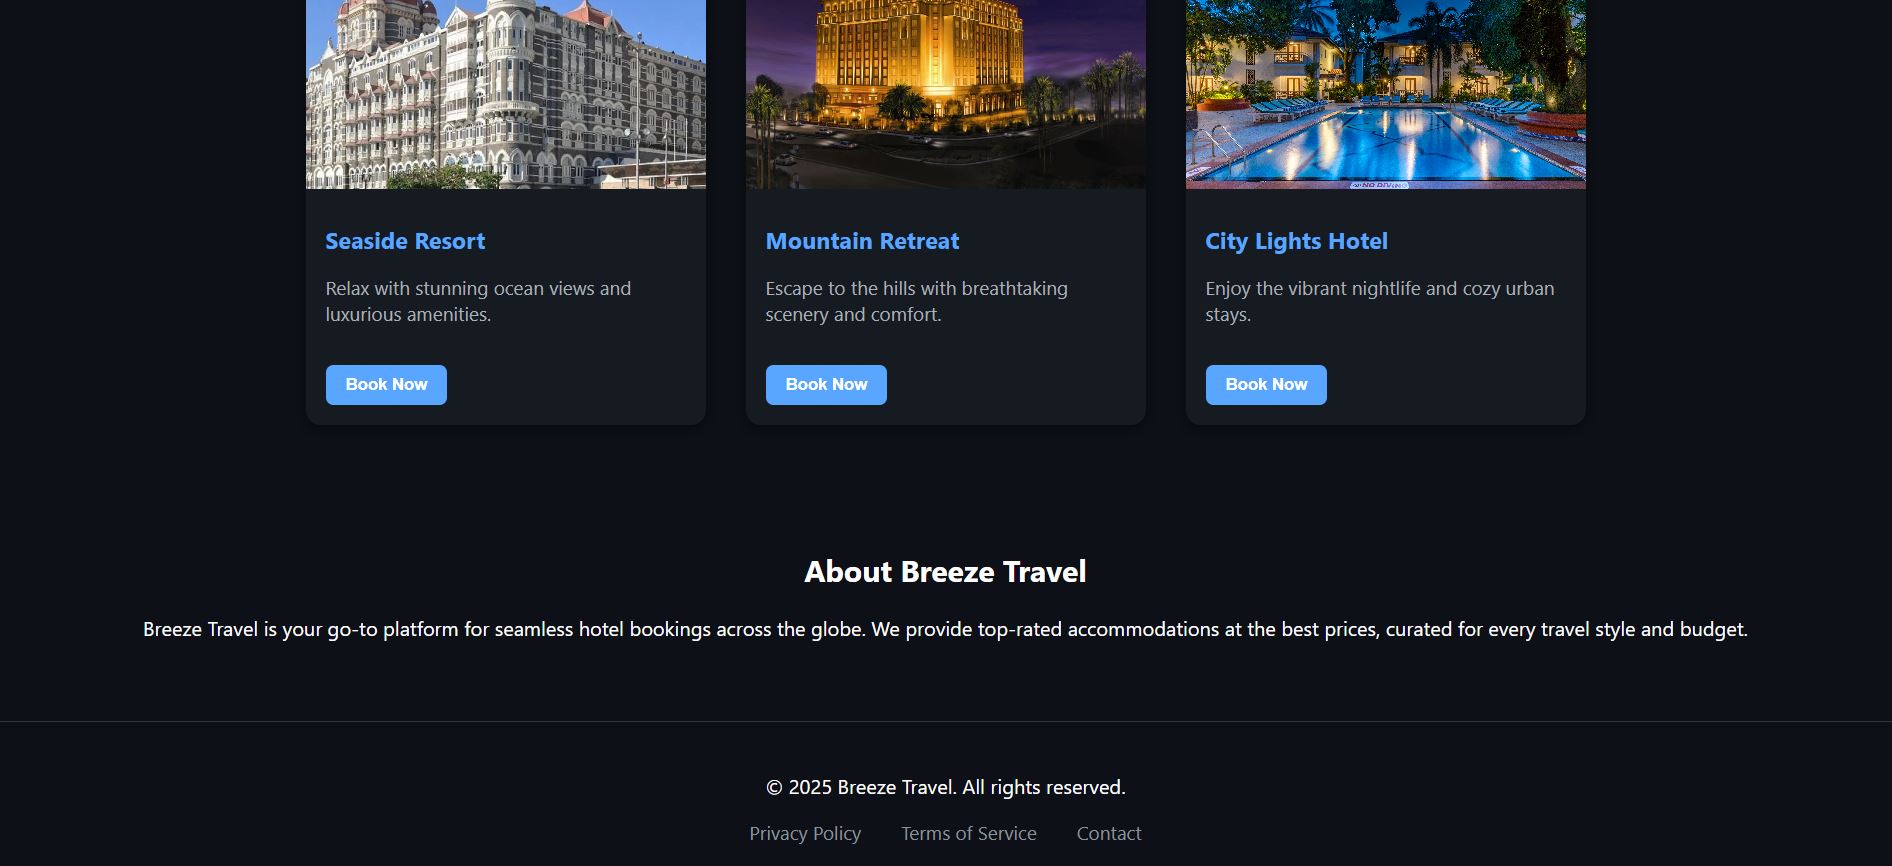 NO DIVING
Seaside Resort
Relax with stunning ocean views and
luxurious amenities.
Book Now
Mountain Retreat
Escape to the hills with breathtaking
scenery and comfort.
Book Now
City Lights Hotel
Enjoy the vibrant nightlife and cozy urban
stays.
Book Now
About Breeze Travel
Breeze Travel is your go-to platform for seamless hotel bookings across the globe. We provide top-rated accommodations at the best prices, curated for every travel style and budget.
© 2025 Breeze Travel. All rights reserved.
Privacy Policy
Terms of Service
Contact